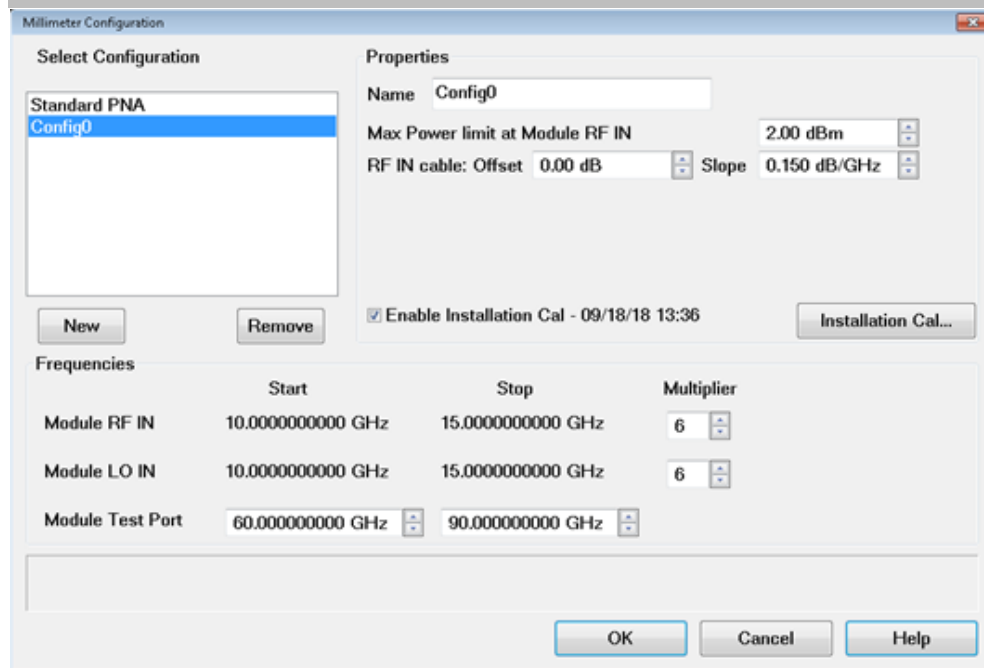 Millimeter Configuration
Select Configuration
Standard PNA
Config0
New
Remove
Properties
Name Config0
Max Power limit at Module RF IN 2.00 dBm
RF IN cable: Offset 0.00 dB Slope 0.150 dB/GHz
Enable Installation Cal - 09/18/18 13:36
Installation Cal...
Frequencies
Start Stop Multiplier
Module RF IN 10.0000000000 GHz 15.0000000000 GHz 6
Module LO IN 10.0000000000 GHz 15.0000000000 GHz 6
Module Test Port 60.000000000 GHz 90.000000000 GHz
OK Cancel Help